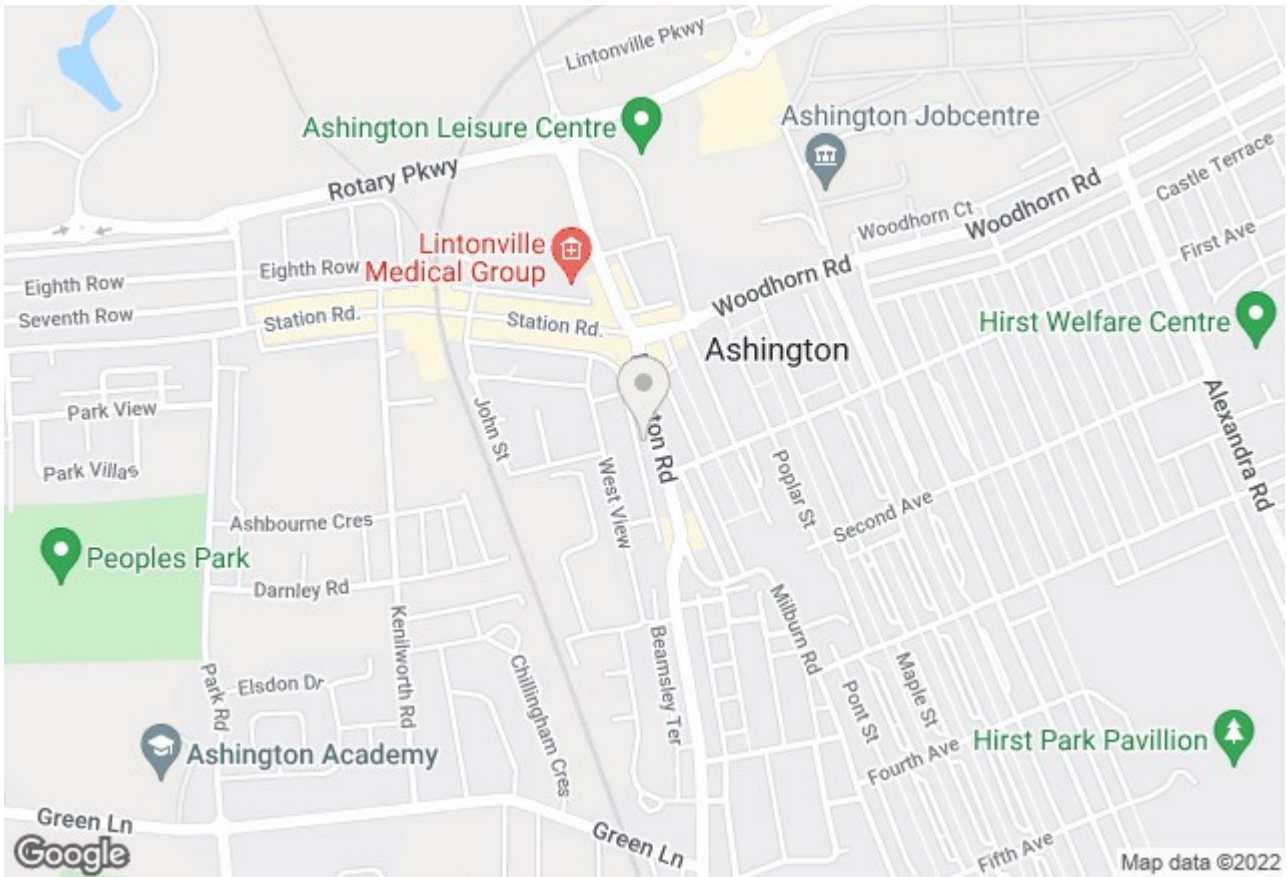 Lintonville Pkwy
Ashington Leisure Centre
Ashington Jobcentre
Rotary Pkwy
Castle Terrace
Woodhorn Rd
Woodhorn Ct
First Ave
Lintonville
Medical Group
Eighth Row
Eighth Row
Woodhorn Rd
Seventh Row
Station Rd.
Station Rd.
Hirst Welfare Centre
Ashington
Park View
John St
ton Rd
Alexandra Rd
Park Villas
West View
Poplar St
Second Ave
Ashbourne Cres
Peoples Park
Darnley Rd
Kenilworth Rd
Milburn Rd
Beamsley Ter
Chillingham Cres
Park Rd
Elsdon Dr
Maple St
Pont St
Ashington Academy
Hirst Park Pavillion
Fourth Ave
Green Ln
Green Ln
Fifth Ave
Google
Map data ©2022